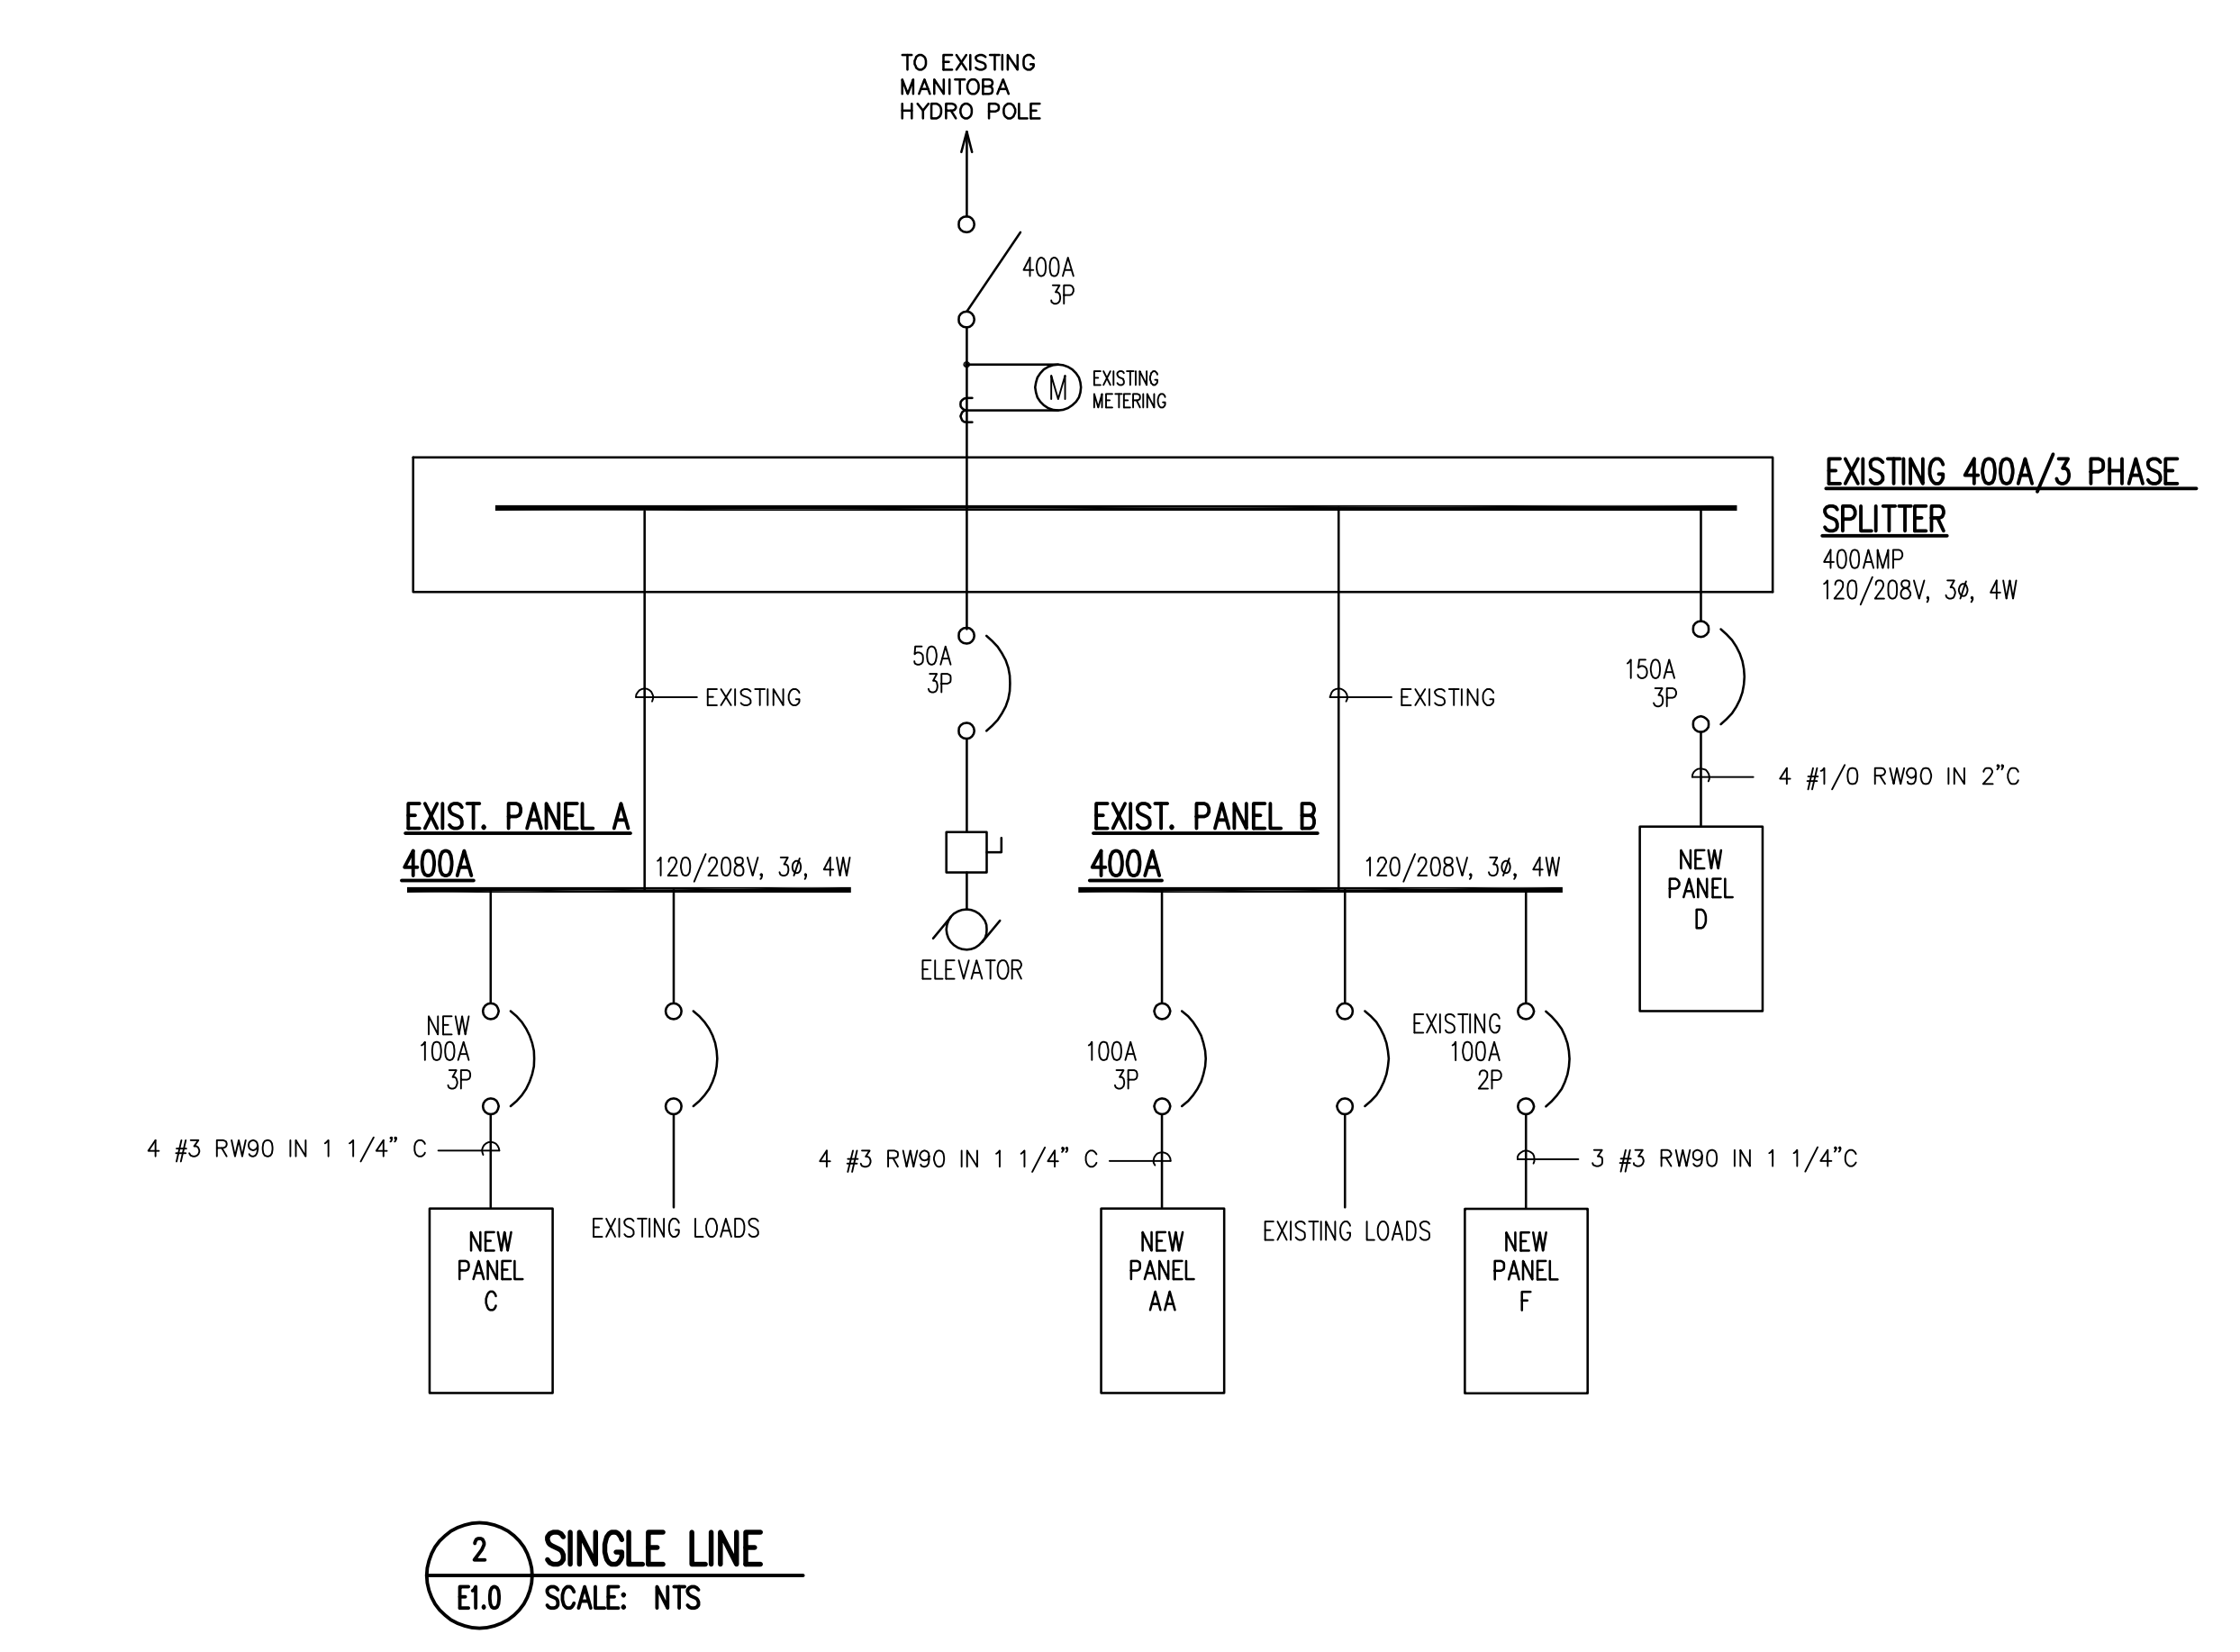 TO EXISTING
MANITOBA
HYDRO POLE
400A
3P
M
EXISTING
METERING
EXISTING 400A/3 PHASE
SPLITTER
400AMP
120/208V, 3ø, 4W
50A
3P
150A
3P
EXISTING
EXISTING
4 #1/0 RW90 IN 2"C
EXIST. PANEL A
400A
120/208V, 3ø, 4W
EXIST. PANEL B
400A
120/208V, 3ø, 4W
NEW
PANEL
D
ELEVATOR
NEW
100A
3P
100A
3P
EXISTING
100A
2P
4 #3 RW90 IN 1 1/4" C
4 #3 RW90 IN 1 1/4" C
3 #3 RW90 IN 1 1/4"C
NEW
PANEL
C
EXISTING LOADS
NEW
PANEL
AA
EXISTING LOADS
NEW
PANEL
F
2
SINGLE LINE
E1.0
SCALE: NTS